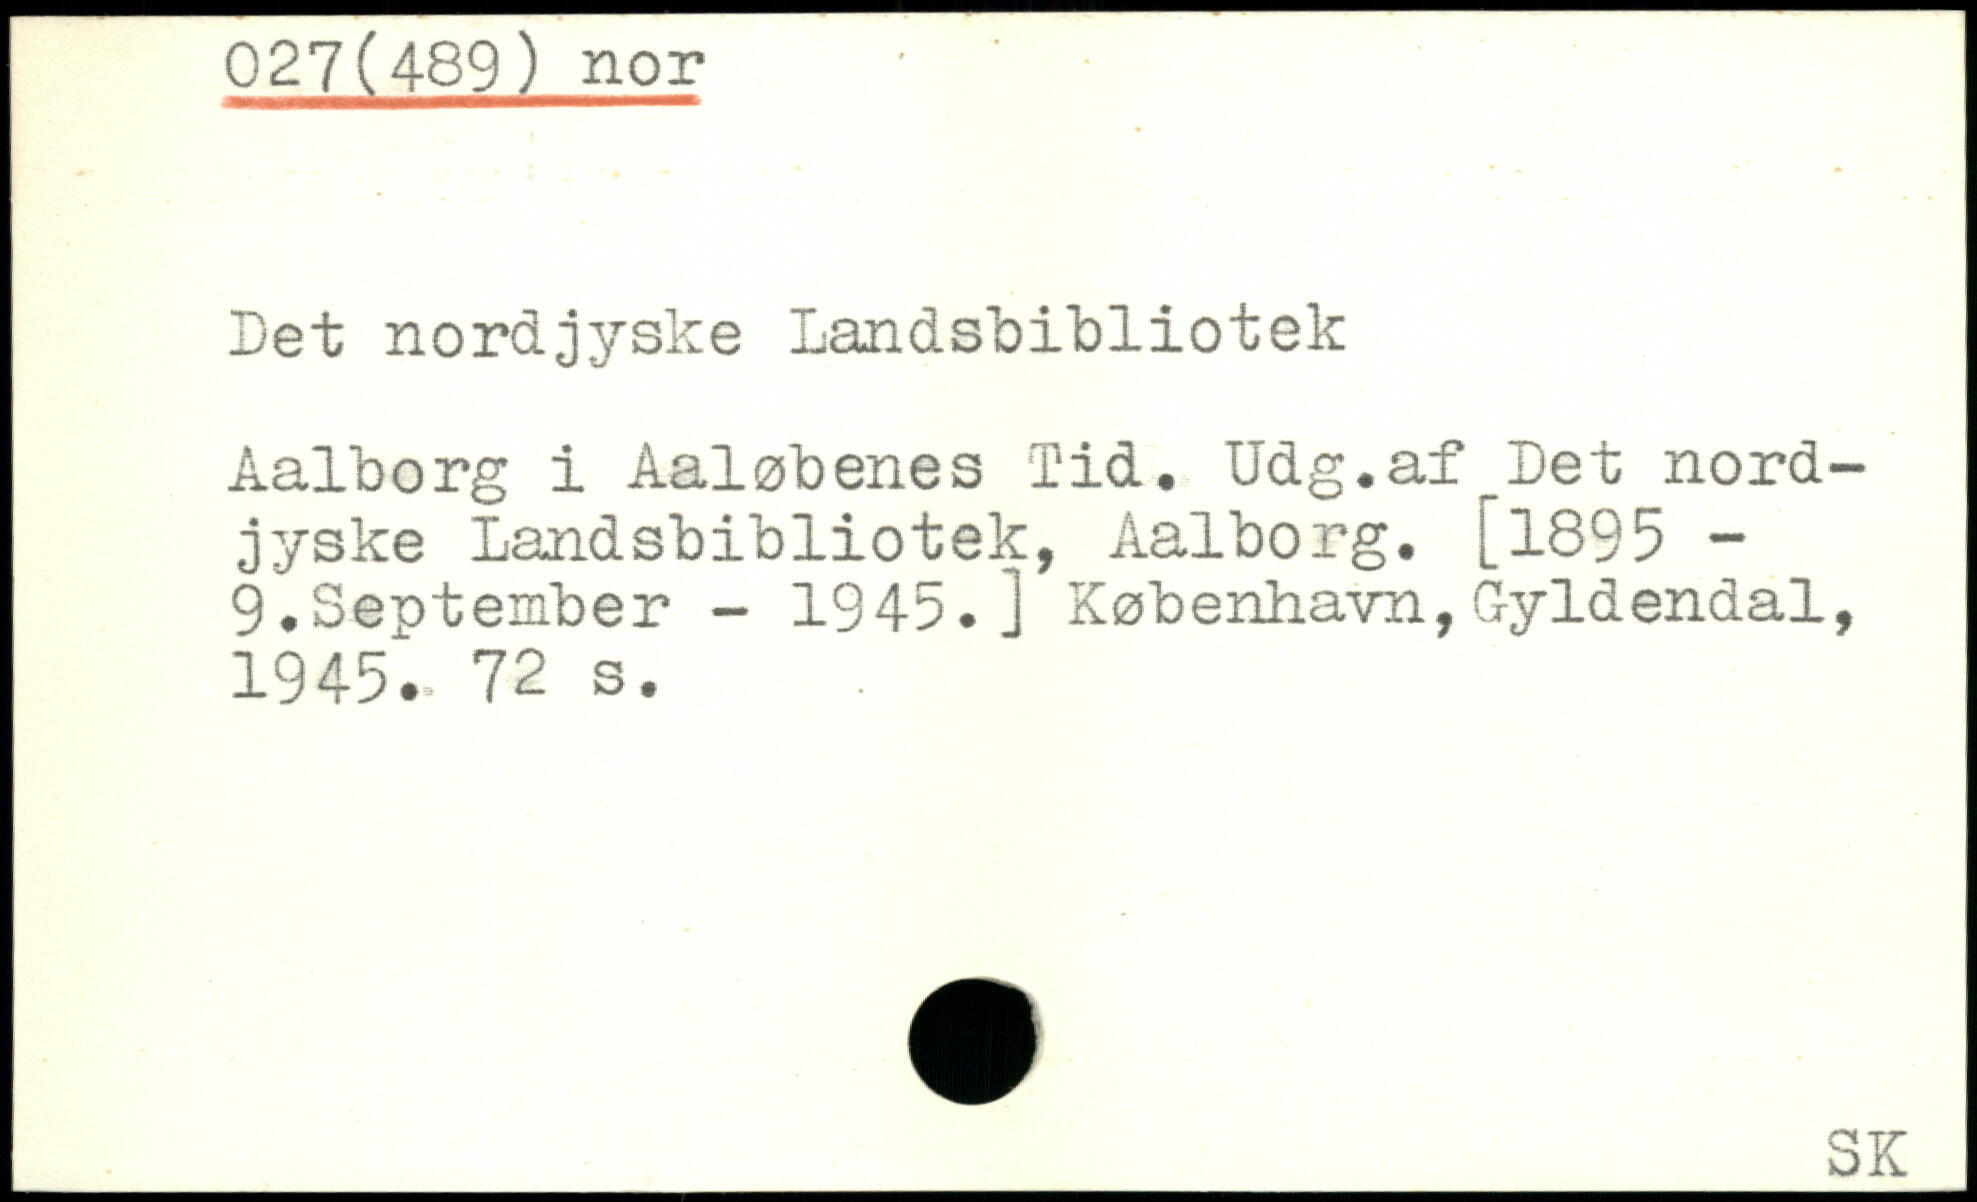 027(489) nor
Det nordjyske Landsbibliotek
Aalborg i Aaløbenes Tid. Udg.af Det nord-
jyske Landsbibliotek, Aalborg. [1895 -
9.September - 1945.] København,Gyldendal,
1945. 72 s.
SK